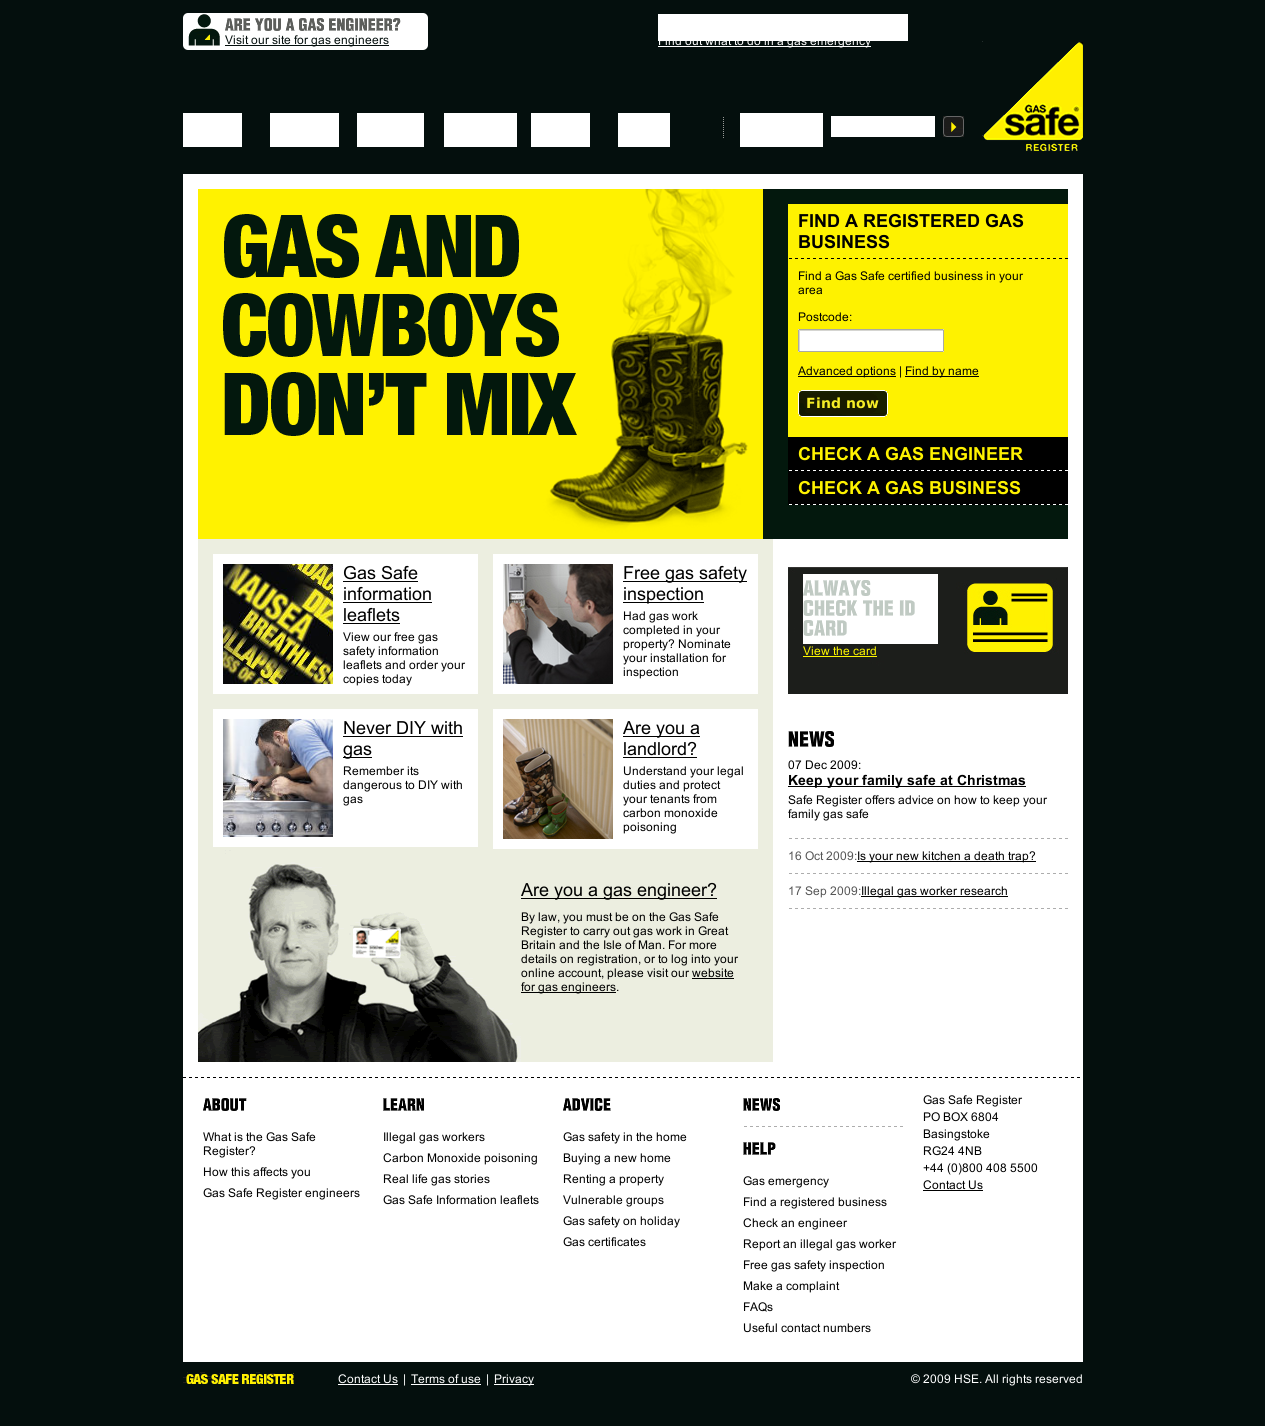 ARE YOU A GAS ENGINEER?
Visit our site for gas engineers
Find out what to do in a gas emergency
GAS
safe
REGISTER
GAS AND
COWBOYS
DON'T MIX
FIND A REGISTERED GAS
BUSINESS
Find a Gas Safe certified business in your
area
Postcode:
Advanced options | Find by name
Find now
CHECK A GAS ENGINEER
CHECK A GAS BUSINESS
NAUSEA
BREATHLESS
COLLAPSE
Gas Safe
information
leaflets
View our free gas
safety information
leaflets and order your
copies today
Free gas safety
inspection
Had gas work
completed in your
property? Nominate
your installation for
inspection
ALWAYS
CHECK THE ID
CARD
View the card
Never DIY with
gas
Remember its
dangerous to DIY with
gas
Are you a
landlord?
Understand your legal
duties and protect
your tenants from
carbon monoxide
poisoning
NEWS
07 Dec 2009:
Keep your family safe at Christmas
Safe Register offers advice on how to keep your
family gas safe
16 Oct 2009:Is your new kitchen a death trap?
17 Sep 2009:Illegal gas worker research
Are you a gas engineer?
By law, you must be on the Gas Safe
Register to carry out gas work in Great
Britain and the Isle of Man. For more
details on registration, or to log into your
online account, please visit our website
for gas engineers.
ABOUT
What is the Gas Safe
Register?
How this affects you
Gas Safe Register engineers
LEARN
Illegal gas workers
Carbon Monoxide poisoning
Real life gas stories
Gas Safe Information leaflets
ADVICE
Gas safety in the home
Buying a new home
Renting a property
Vulnerable groups
Gas safety on holiday
Gas certificates
NEWS
HELP
Gas emergency
Find a registered business
Check an engineer
Report an illegal gas worker
Free gas safety inspection
Make a complaint
FAQs
Useful contact numbers
Gas Safe Register
PO BOX 6804
Basingstoke
RG24 4NB
+44 (0)800 408 5500
Contact Us
GAS SAFE REGISTER
Contact Us | Terms of use | Privacy
© 2009 HSE. All rights reserved